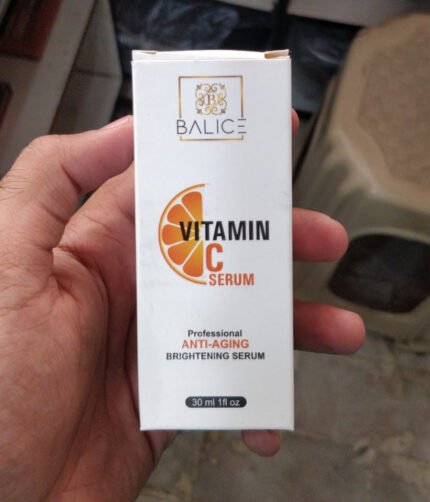 B
BALICE
VITAMIN
C
SERUM
Professional
ANTI-AGING
BRIGHTENING SERUM
30 ml 1fl oz